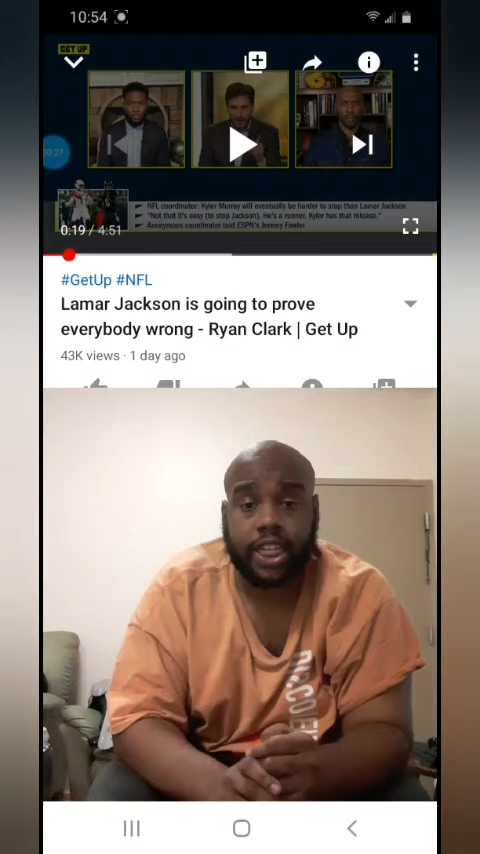 10:54
GET UP
00:27
NFL coordinator: Kyler Murray will eventually be harder to stop than Lamar Jackson
"Not that it's easy (to stop Jackson). He's a runner. Kyler has that release."
Anonymous coordinator told ESPN's Jeremy Fowler
0:19 / 4:51
#GetUp #NFL
Lamar Jackson is going to prove
everybody wrong - Ryan Clark | Get Up
43K views · 1 day ago
DISCOVER